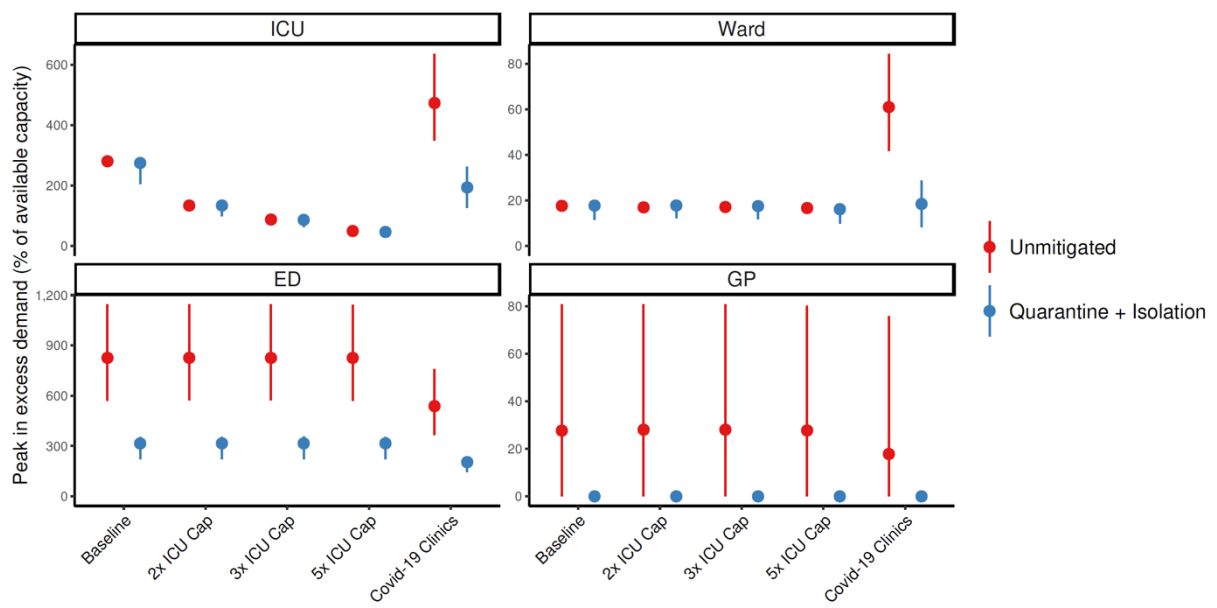 ICU
Ward
Peak in excess demand (% of available capacity)
600
400
200
0
80
60
40
20
0
ED
GP
1,200
900
600
300
0
80
60
40
20
0
Baseline
2x ICU Cap
3x ICU Cap
5x ICU Cap
Covid-19 Clinics
Baseline
2x ICU Cap
3x ICU Cap
5x ICU Cap
Covid-19 Clinics
Unmitigated
Quarantine + Isolation